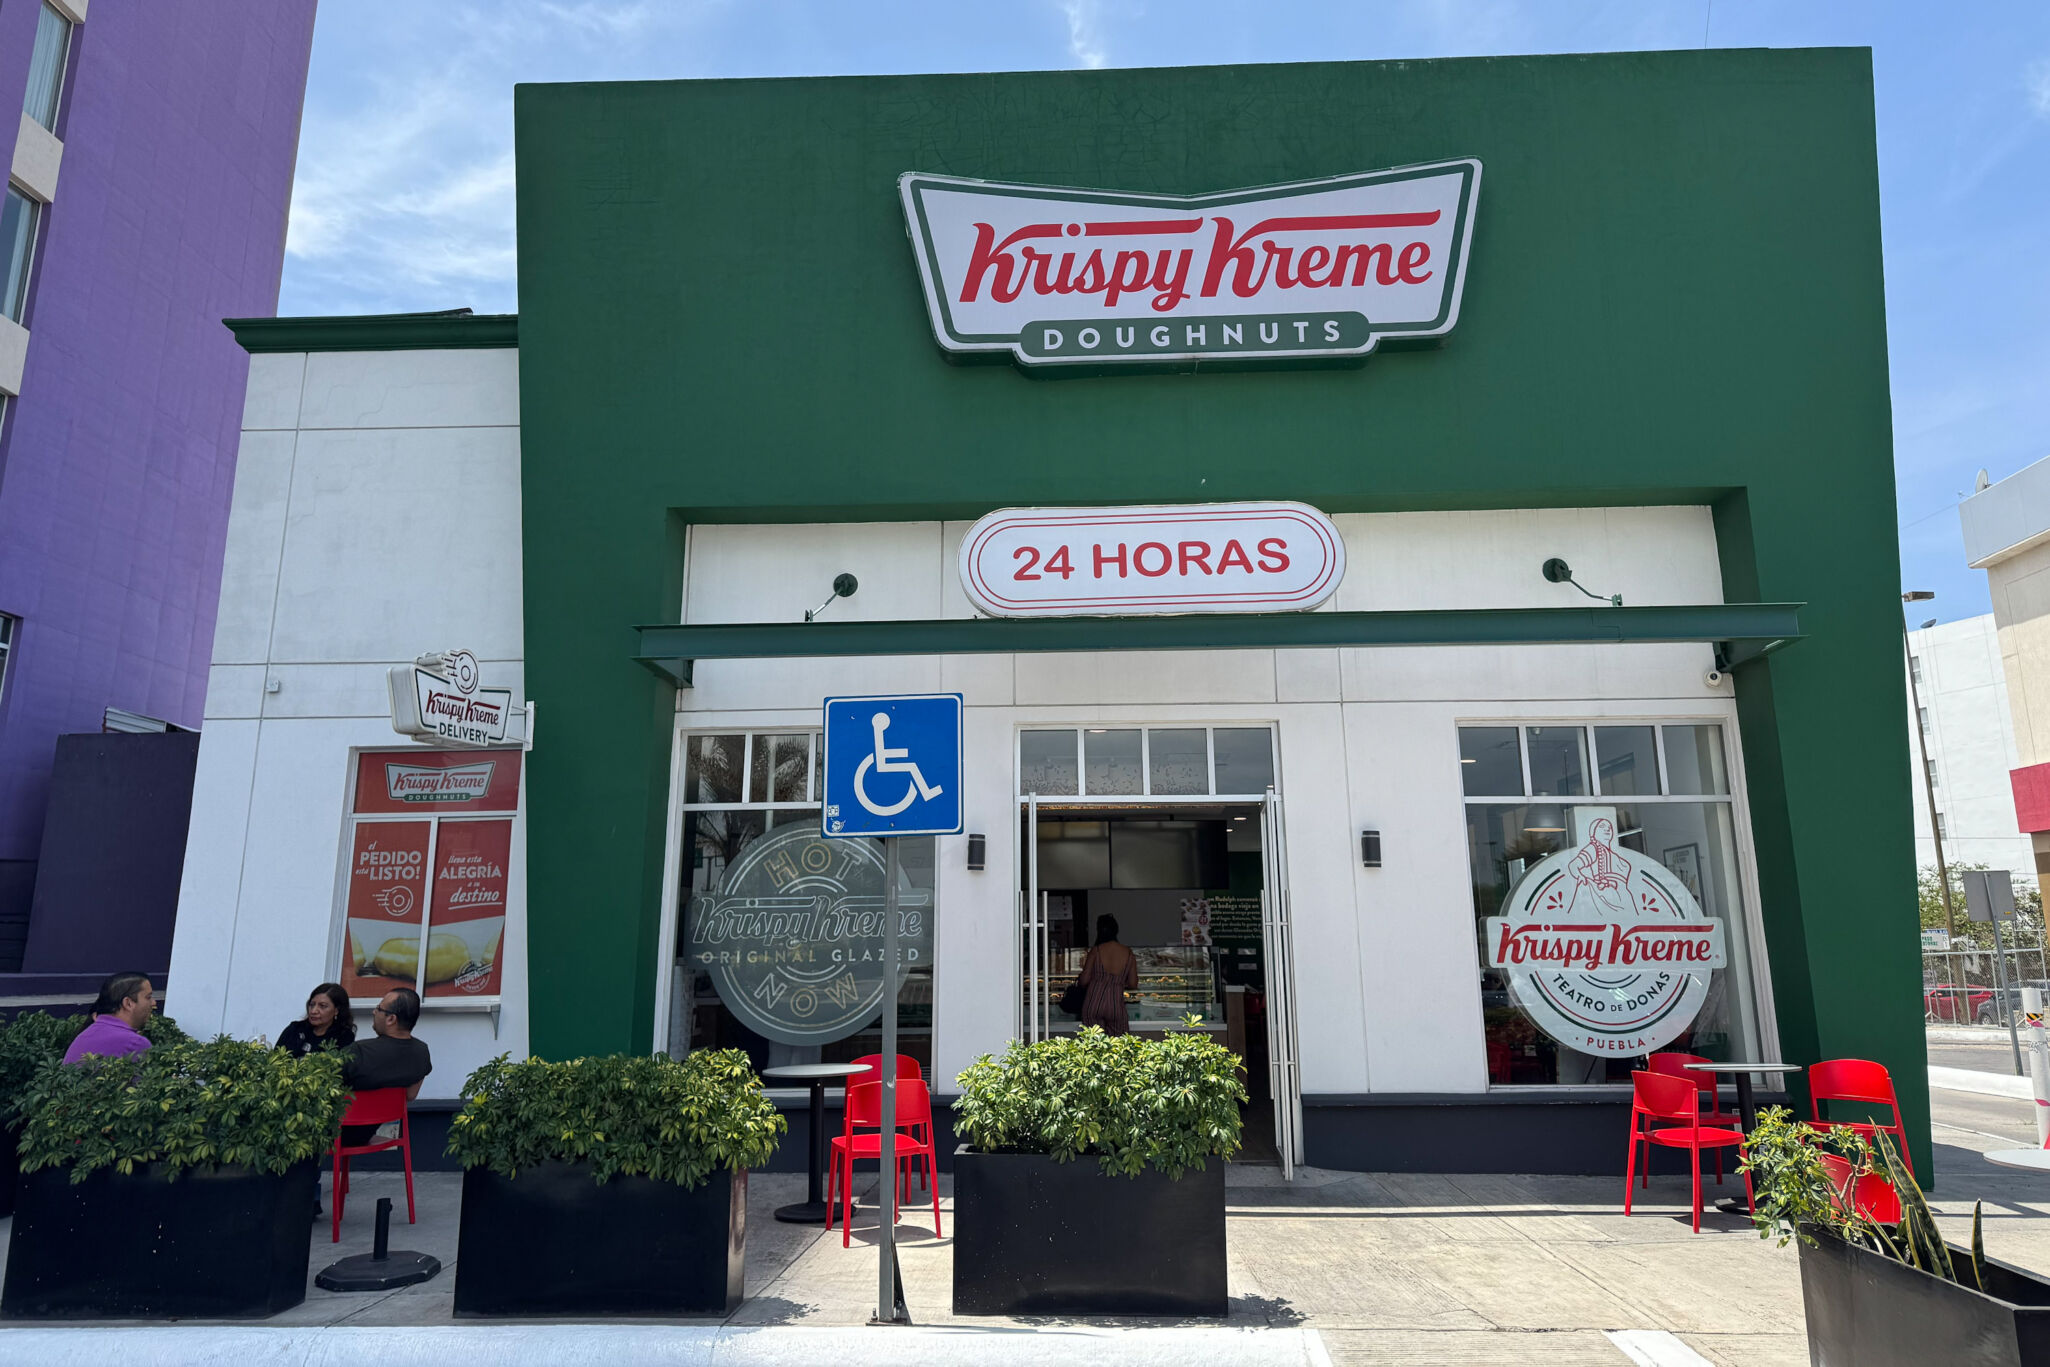 Krispy Kreme
DOUGHNUTS
24 HORAS
Krispy Kreme
DELIVERY
Krispy Kreme
DOUGHNUTS
el
PEDIDO
está LISTO!
lleva esta
ALEGRÍA
a su
destino
HOT
Krispy Kreme
ORIGINAL GLAZED
NOW
Krispy Kreme
TEATRO DE DONAS
· PUEBLA ·